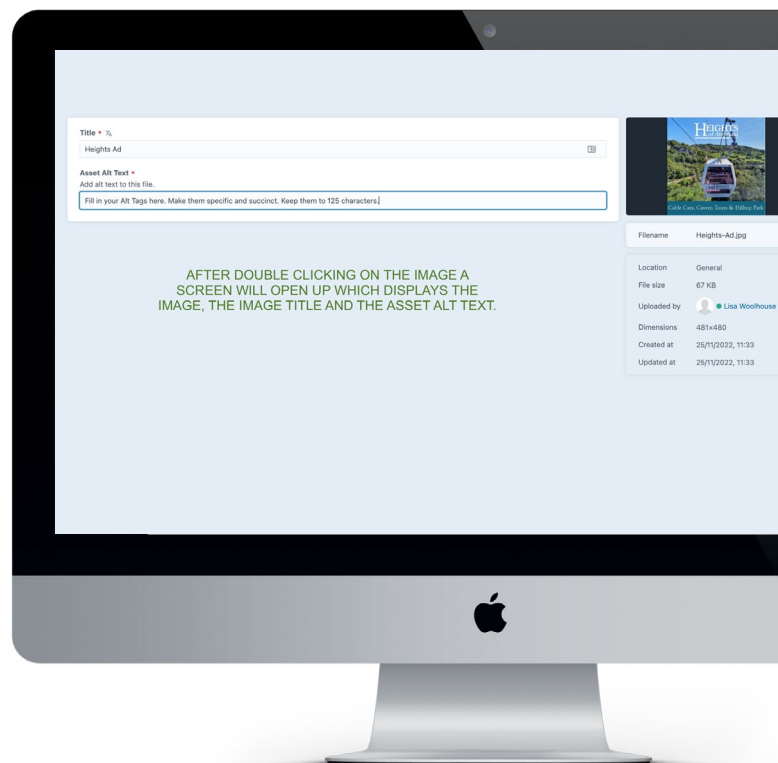 Title
Heights Ad
Asset Alt Text
Add alt text to this file.
Fill in your Alt Tags here. Make them specific and succinct. Keep them to 125 characters.
AFTER DOUBLE CLICKING ON THE IMAGE A
SCREEN WILL OPEN UP WHICH DISPLAYS THE
IMAGE, THE IMAGE TITLE AND THE ASSET ALT TEXT.
HEIGHTS
Cable Cars, Cavern Tours & Hilltop Park
Filename Heights-Ad.jpg
Location General
File size 67 KB
Uploaded by Lisa Woolhouse
Dimensions 481×480
Created at 25/11/2022, 11:33
Updated at 25/11/2022, 11:33